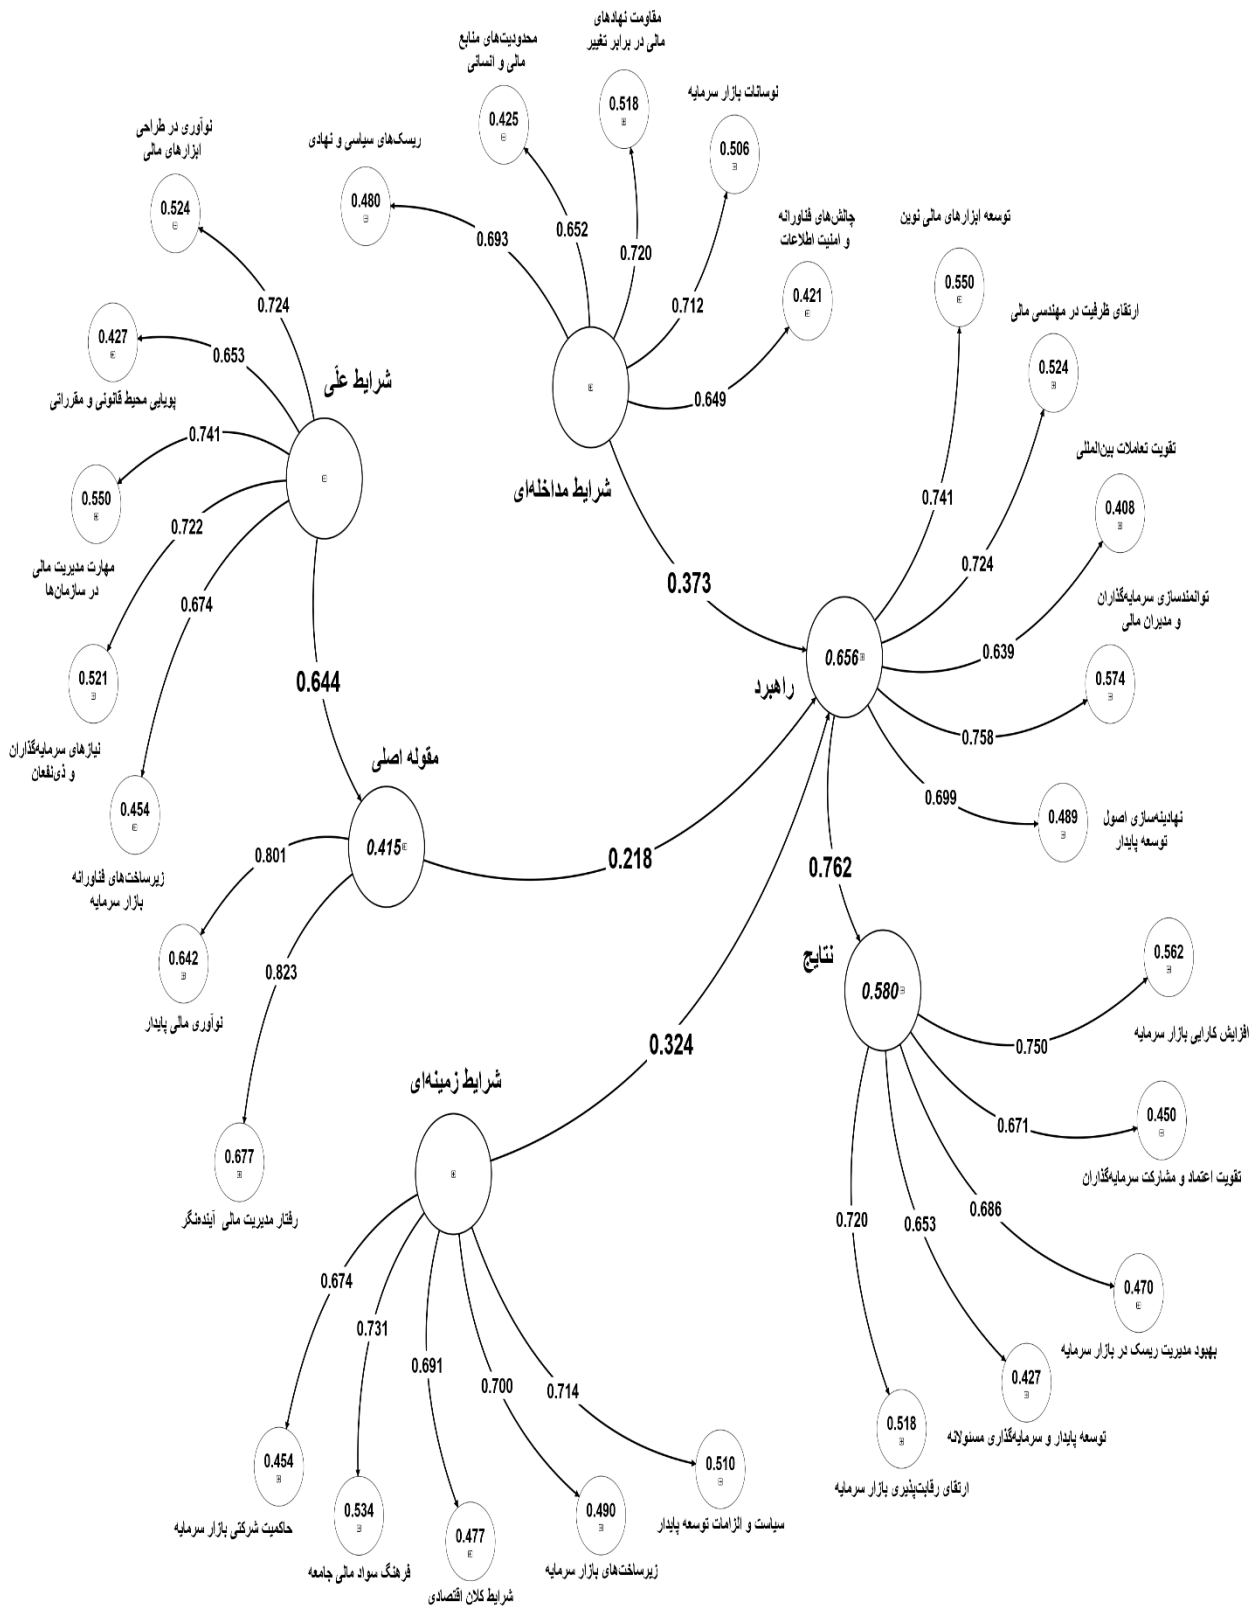 مقاومت نهادهای
مالی در برابر تغییر
0.518
محدودیت‌های منابع
مالی و انسانی
0.425
نوسانات بازار سرمایه
0.506
ریسک‌های سیاسی و نهادی
0.480
چالش‌های فناورانه
و امنیت اطلاعات
0.421
0.693
0.652
0.720
0.712
0.649
شرایط مداخله‌ای
0.373
نوآوری در طراحی
ابزارهای مالی
0.524
0.724
0.427
0.653
پویایی محیط قانونی و مقرراتی
شرایط علّی
0.741
0.550
مهارت مدیریت مالی
در سازمان‌ها
0.722
0.521
نیازهای سرمایه‌گذاران
و ذی‌نفعان
0.674
0.454
زیرساخت‌های فناورانه
بازار سرمایه
0.644
مقوله اصلی
0.415
0.801
0.642
نوآوری مالی پایدار
0.823
0.677
رفتار مدیریت مالی آینده‌نگر
0.218
توسعه ابزارهای مالی نوین
0.550
ارتقای ظرفیت در مهندسی مالی
0.524
تقویت تعاملات بین‌المللی
0.408
توانمندسازی سرمایه‌گذاران
و مدیران مالی
0.574
نهادینه‌سازی اصول
توسعه پایدار
0.489
0.741
0.724
0.639
0.758
0.699
0.656
راهبرد
0.762
نتایج
0.580
0.562
افزایش کارایی بازار سرمایه
0.750
0.450
تقویت اعتماد و مشارکت سرمایه‌گذاران
0.671
0.470
بهبود مدیریت ریسک در بازار سرمایه
0.686
0.427
توسعه پایدار و سرمایه‌گذاری مسئولانه
0.653
0.518
ارتقای رقابت‌پذیری بازار سرمایه
0.720
0.324
شرایط زمینه‌ای
0.674
0.731
0.691
0.700
0.714
0.454
حاکمیت شرکتی بازار سرمایه
0.534
فرهنگ سواد مالی جامعه
0.477
شرایط کلان اقتصادی
0.490
زیرساخت‌های بازار سرمایه
0.510
سیاست و الزامات توسعه پایدار